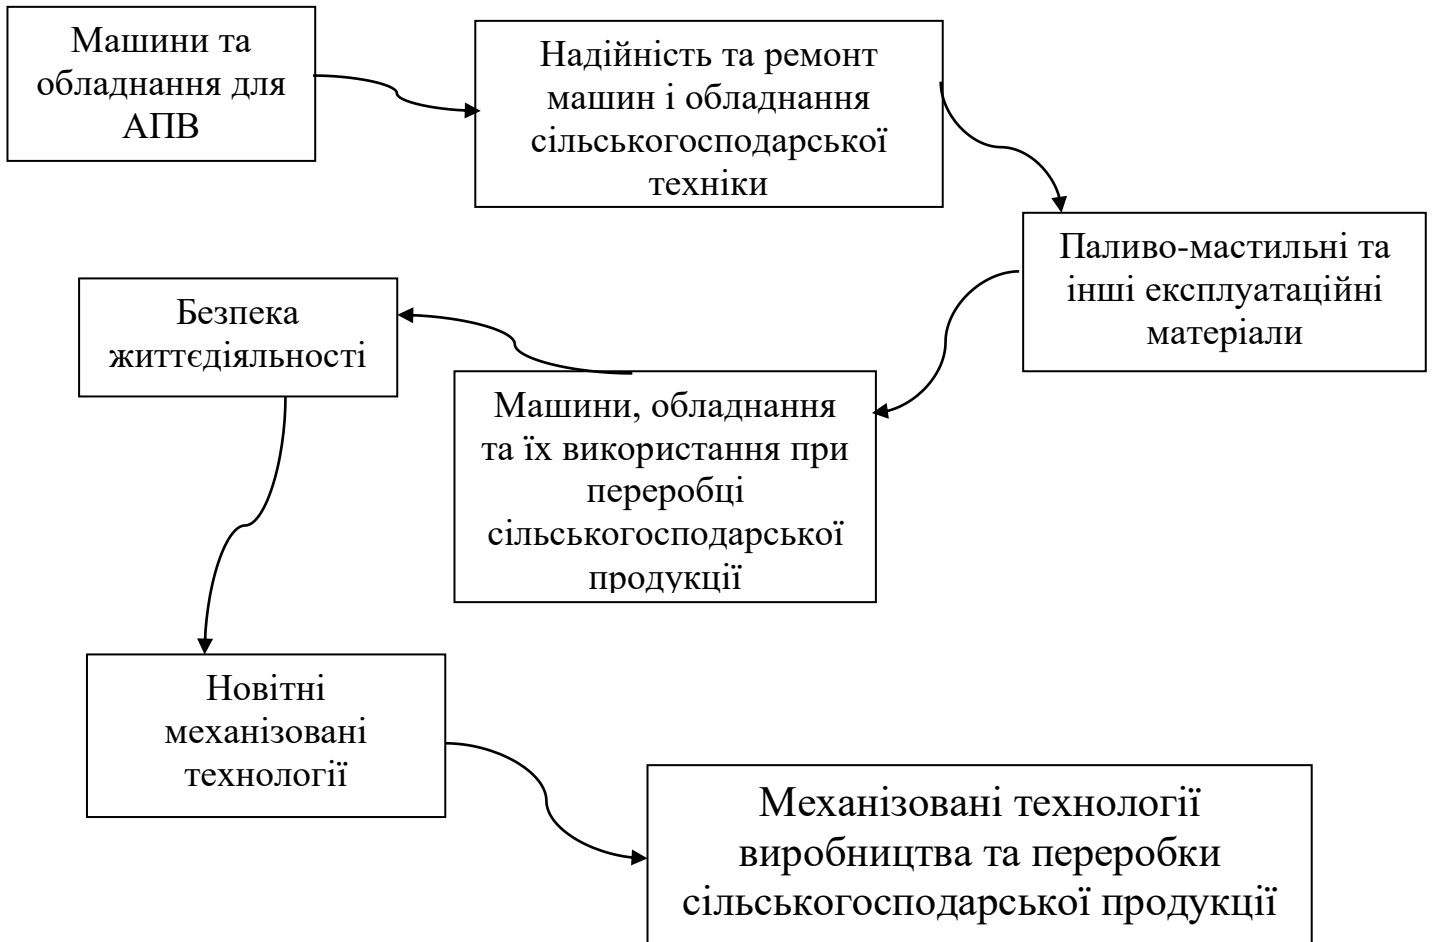 Машини та
обладнання для
АПВ
Надійність та ремонт
машин і обладнання
сільськогосподарської
техніки
Паливо-мастильні та
інші експлуатаційні
матеріали
Машини, обладнання
та їх використання при
переробці
сільськогосподарської
продукції
Безпека
життєдіяльності
Новітні
механізовані
технології
Механізовані технології
виробництва та переробки
сільськогосподарської продукції